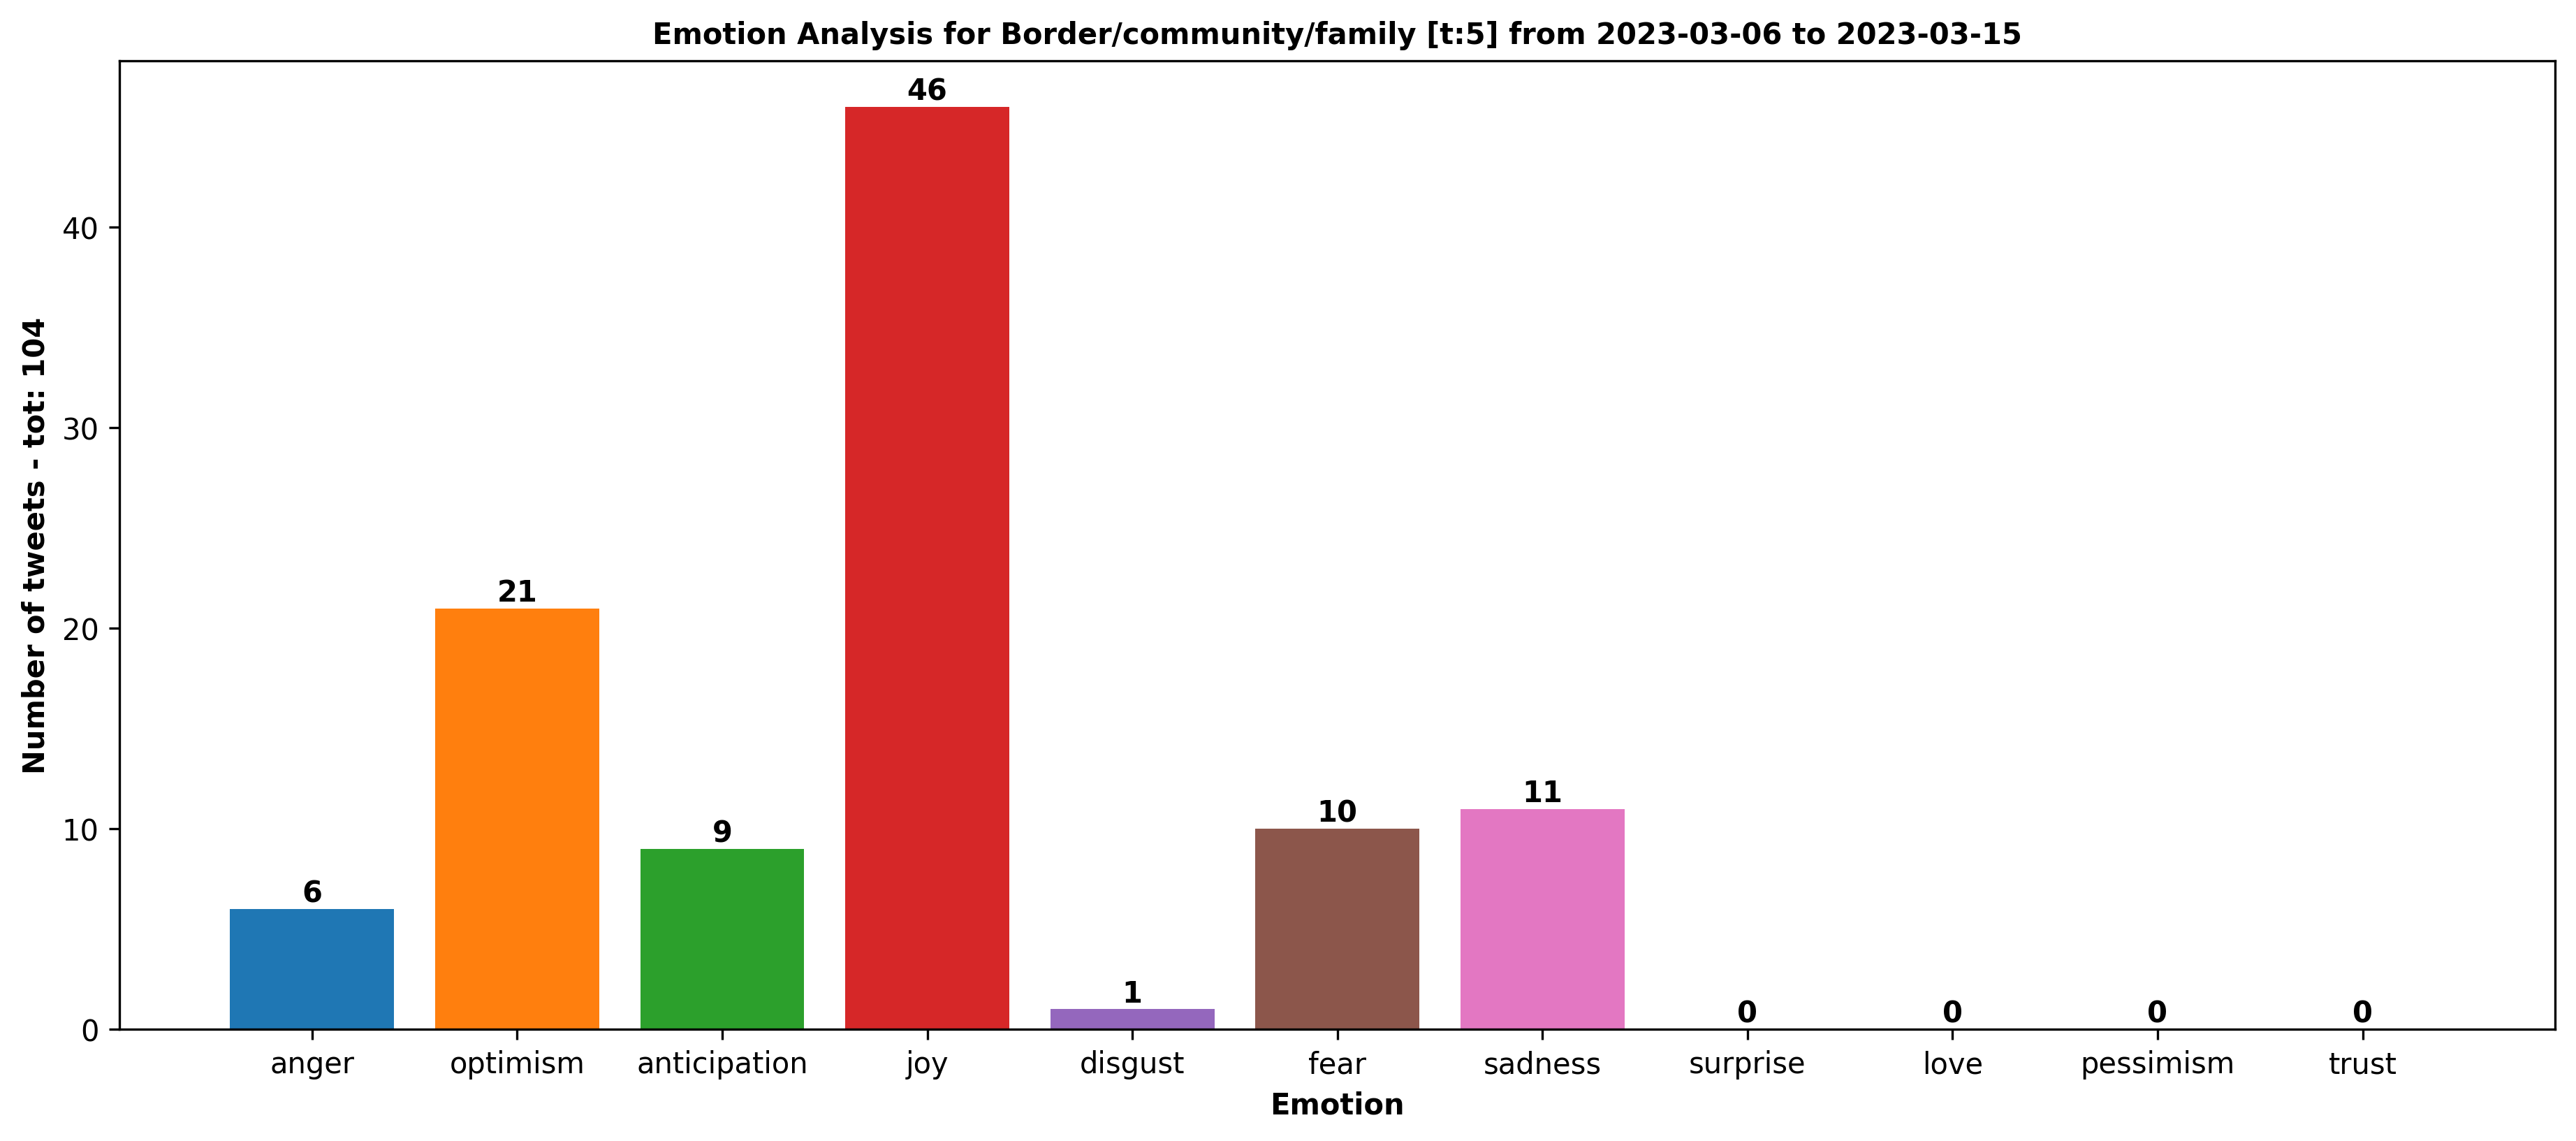 Emotion Analysis for Border/community/family [t:5] from 2023-03-06 to 2023-03-15
Number of tweets - tot: 104
40
30
20
10
0
6
21
9
46
1
10
11
0
0
0
0
anger
optimism
anticipation
joy
disgust
fear
sadness
surprise
love
pessimism
trust
Emotion